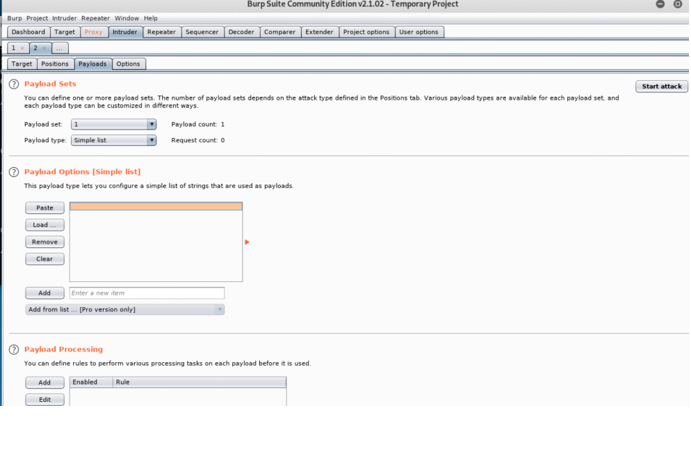 Burp Suite Community Edition v2.1.02 - Temporary Project
Burp Project Intruder Repeater Window Help
Dashboard Target Proxy Intruder Repeater Sequencer Decoder Comparer Extender Project options User options
1 × 2 × ...
Target Positions Payloads Options
? Payload Sets
Start attack
You can define one or more payload sets. The number of payload sets depends on the attack type defined in the Positions tab. Various payload types are available for each payload set, and
each payload type can be customized in different ways.
Payload set: 1 Payload count: 1
Payload type: Simple list Request count: 0
? Payload Options [Simple list]
This payload type lets you configure a simple list of strings that are used as payloads.
Paste
Load ...
Remove
Clear
Add Enter a new item
Add from list ... [Pro version only]
? Payload Processing
You can define rules to perform various processing tasks on each payload before it is used.
Add Enabled Rule
Edit